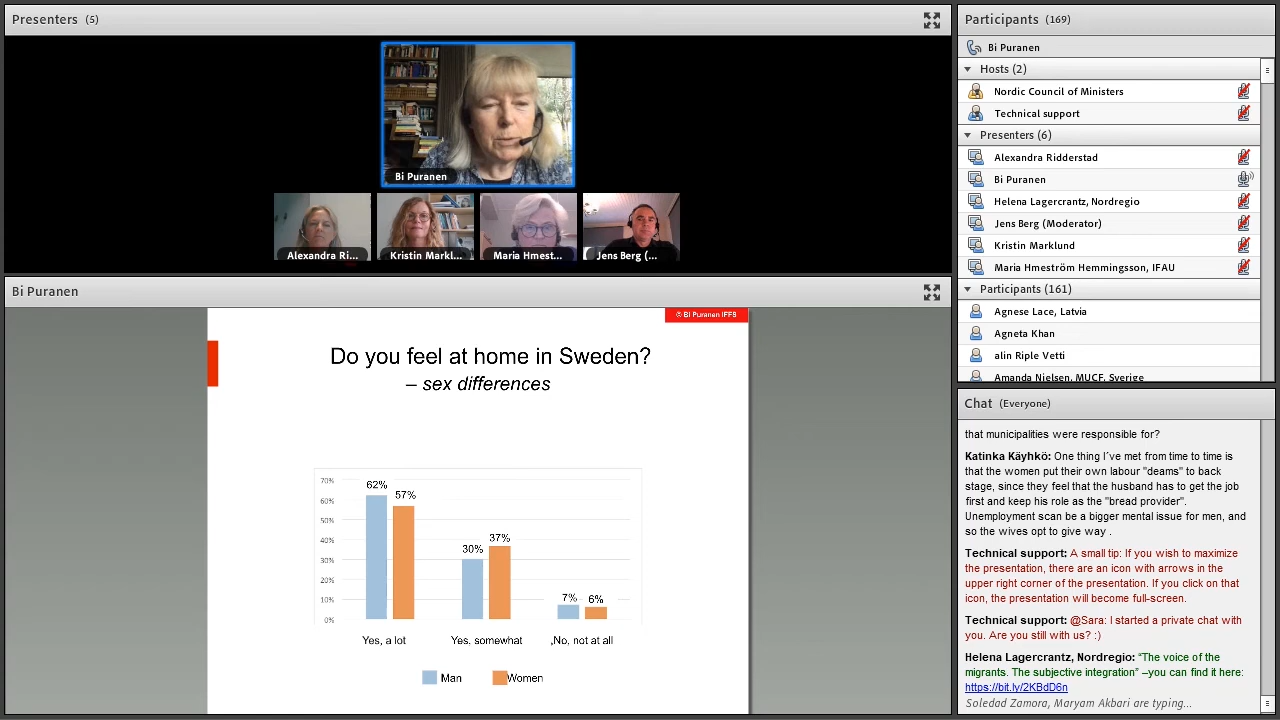 Presenters (5)
Bi Puranen
Alexandra Ri...
Kristin Markl...
Maria Hmest...
Jens Berg (...
Bi Puranen
© Bi Puranen IFFS
Do you feel at home in Sweden?
– sex differences
70%
60%
50%
40%
30%
20%
10%
0%
62%
57%
30%
37%
7%
6%
Yes, a lot
Yes, somewhat
,No, not at all
Man
Women
Participants (169)
Bi Puranen
Hosts (2)
Nordic Council of Ministers
Technical support
Presenters (6)
Alexandra Ridderstad
Bi Puranen
Helena Lagercrantz, Nordregio
Jens Berg (Moderator)
Kristin Marklund
Maria Hmeström Hemmingsson, IFAU
Participants (161)
Agnese Lace, Latvia
Agneta Khan
alin Riple Vetti
Amanda Nielsen, MUCF, Sverige
Chat (Everyone)
that municipalities were responsible for?
Katinka Käyhkö: One thing I´ve met from time to time is
that the women put their own labour "deams" to back
stage, since they feel that the husband has to get the job
first and keep his role as the "bread provider".
Unemployment scan be a bigger mental issue for men, and
so the wives opt to give way .
Technical support: A small tip: If you wish to maximize
the presentation, there are an icon with arrows in the
upper right corner of the presentation. If you click on that
icon, the presentation will become full-screen.
Technical support: @Sara: I started a private chat with
you. Are you still with us? :)
Helena Lagercrantz, Nordregio: “The voice of the
migrants. The subjective integration” –you can find it here:
https://bit.ly/2KBdD6n
Soledad Zamora, Maryam Akbari are typing...